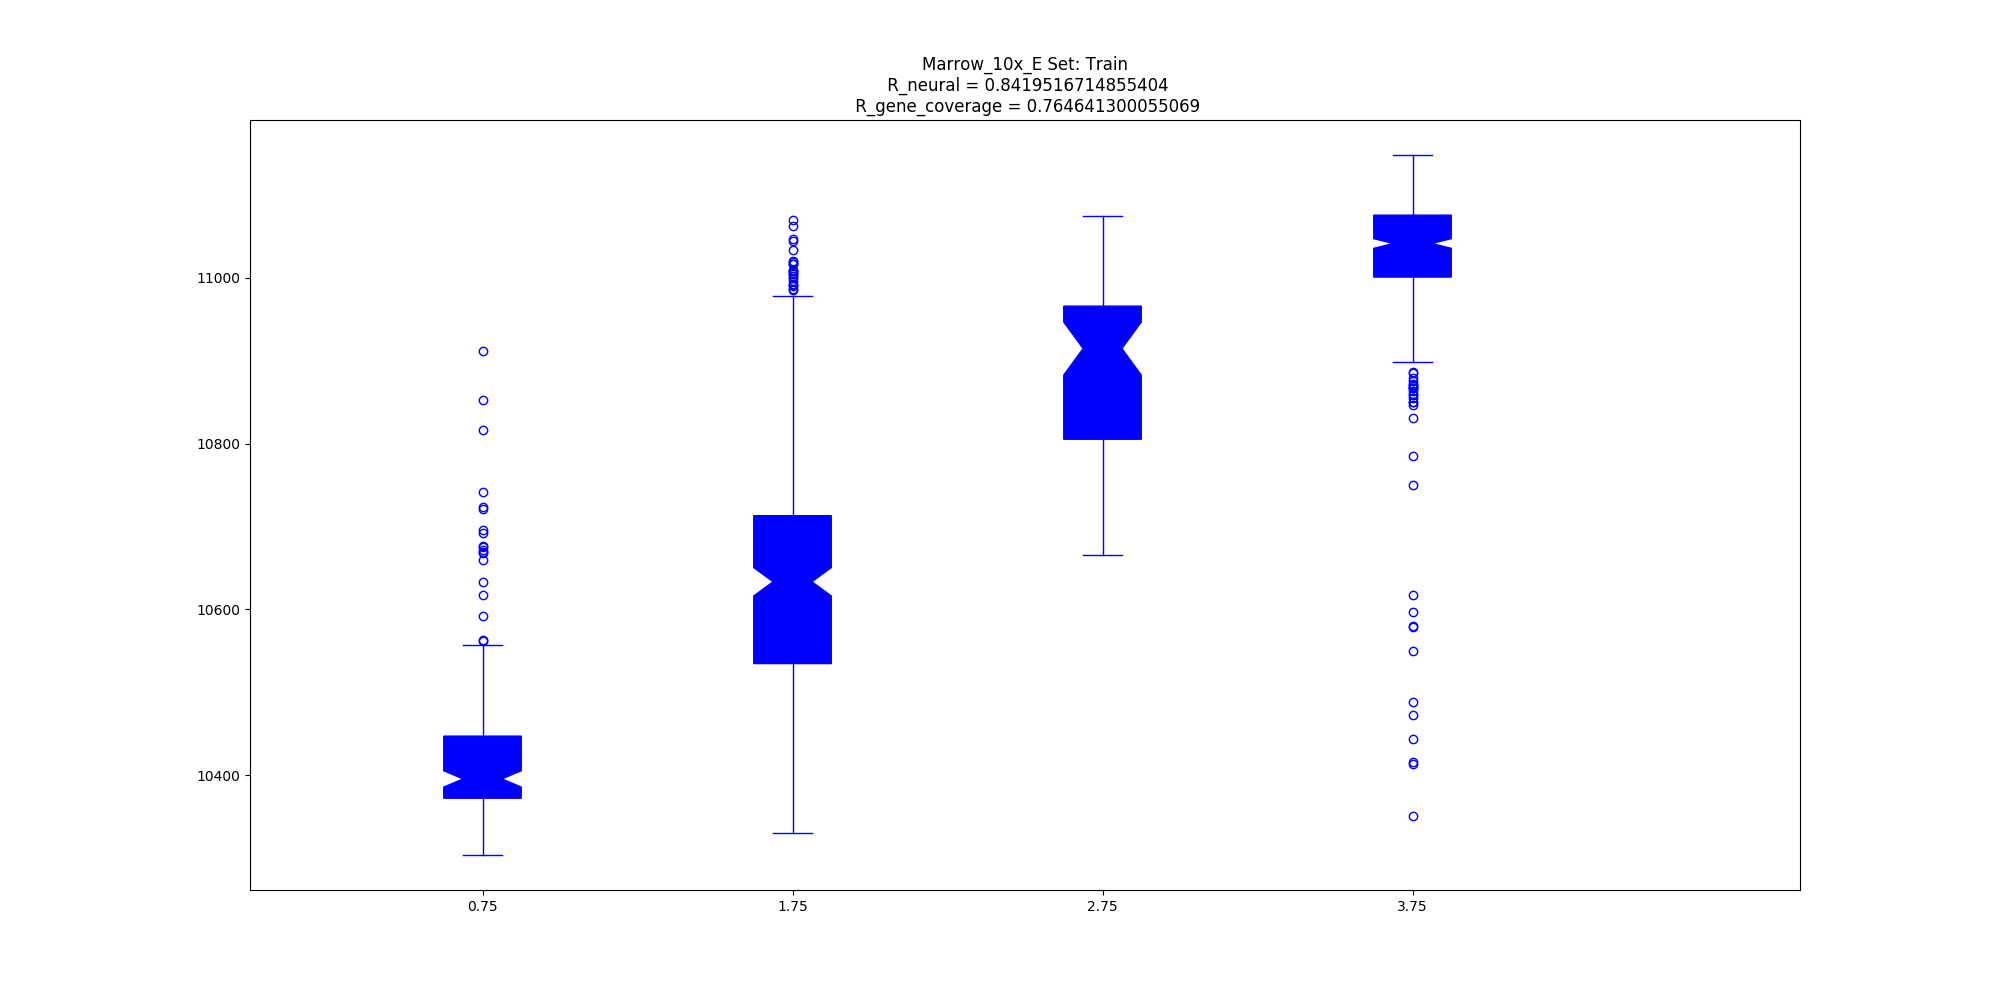 Marrow_10x_E Set: Train
R_neural = 0.8419516714855404
R_gene_coverage = 0.764641300055069
11000
10800
10600
10400
0.75 1.75 2.75 3.75